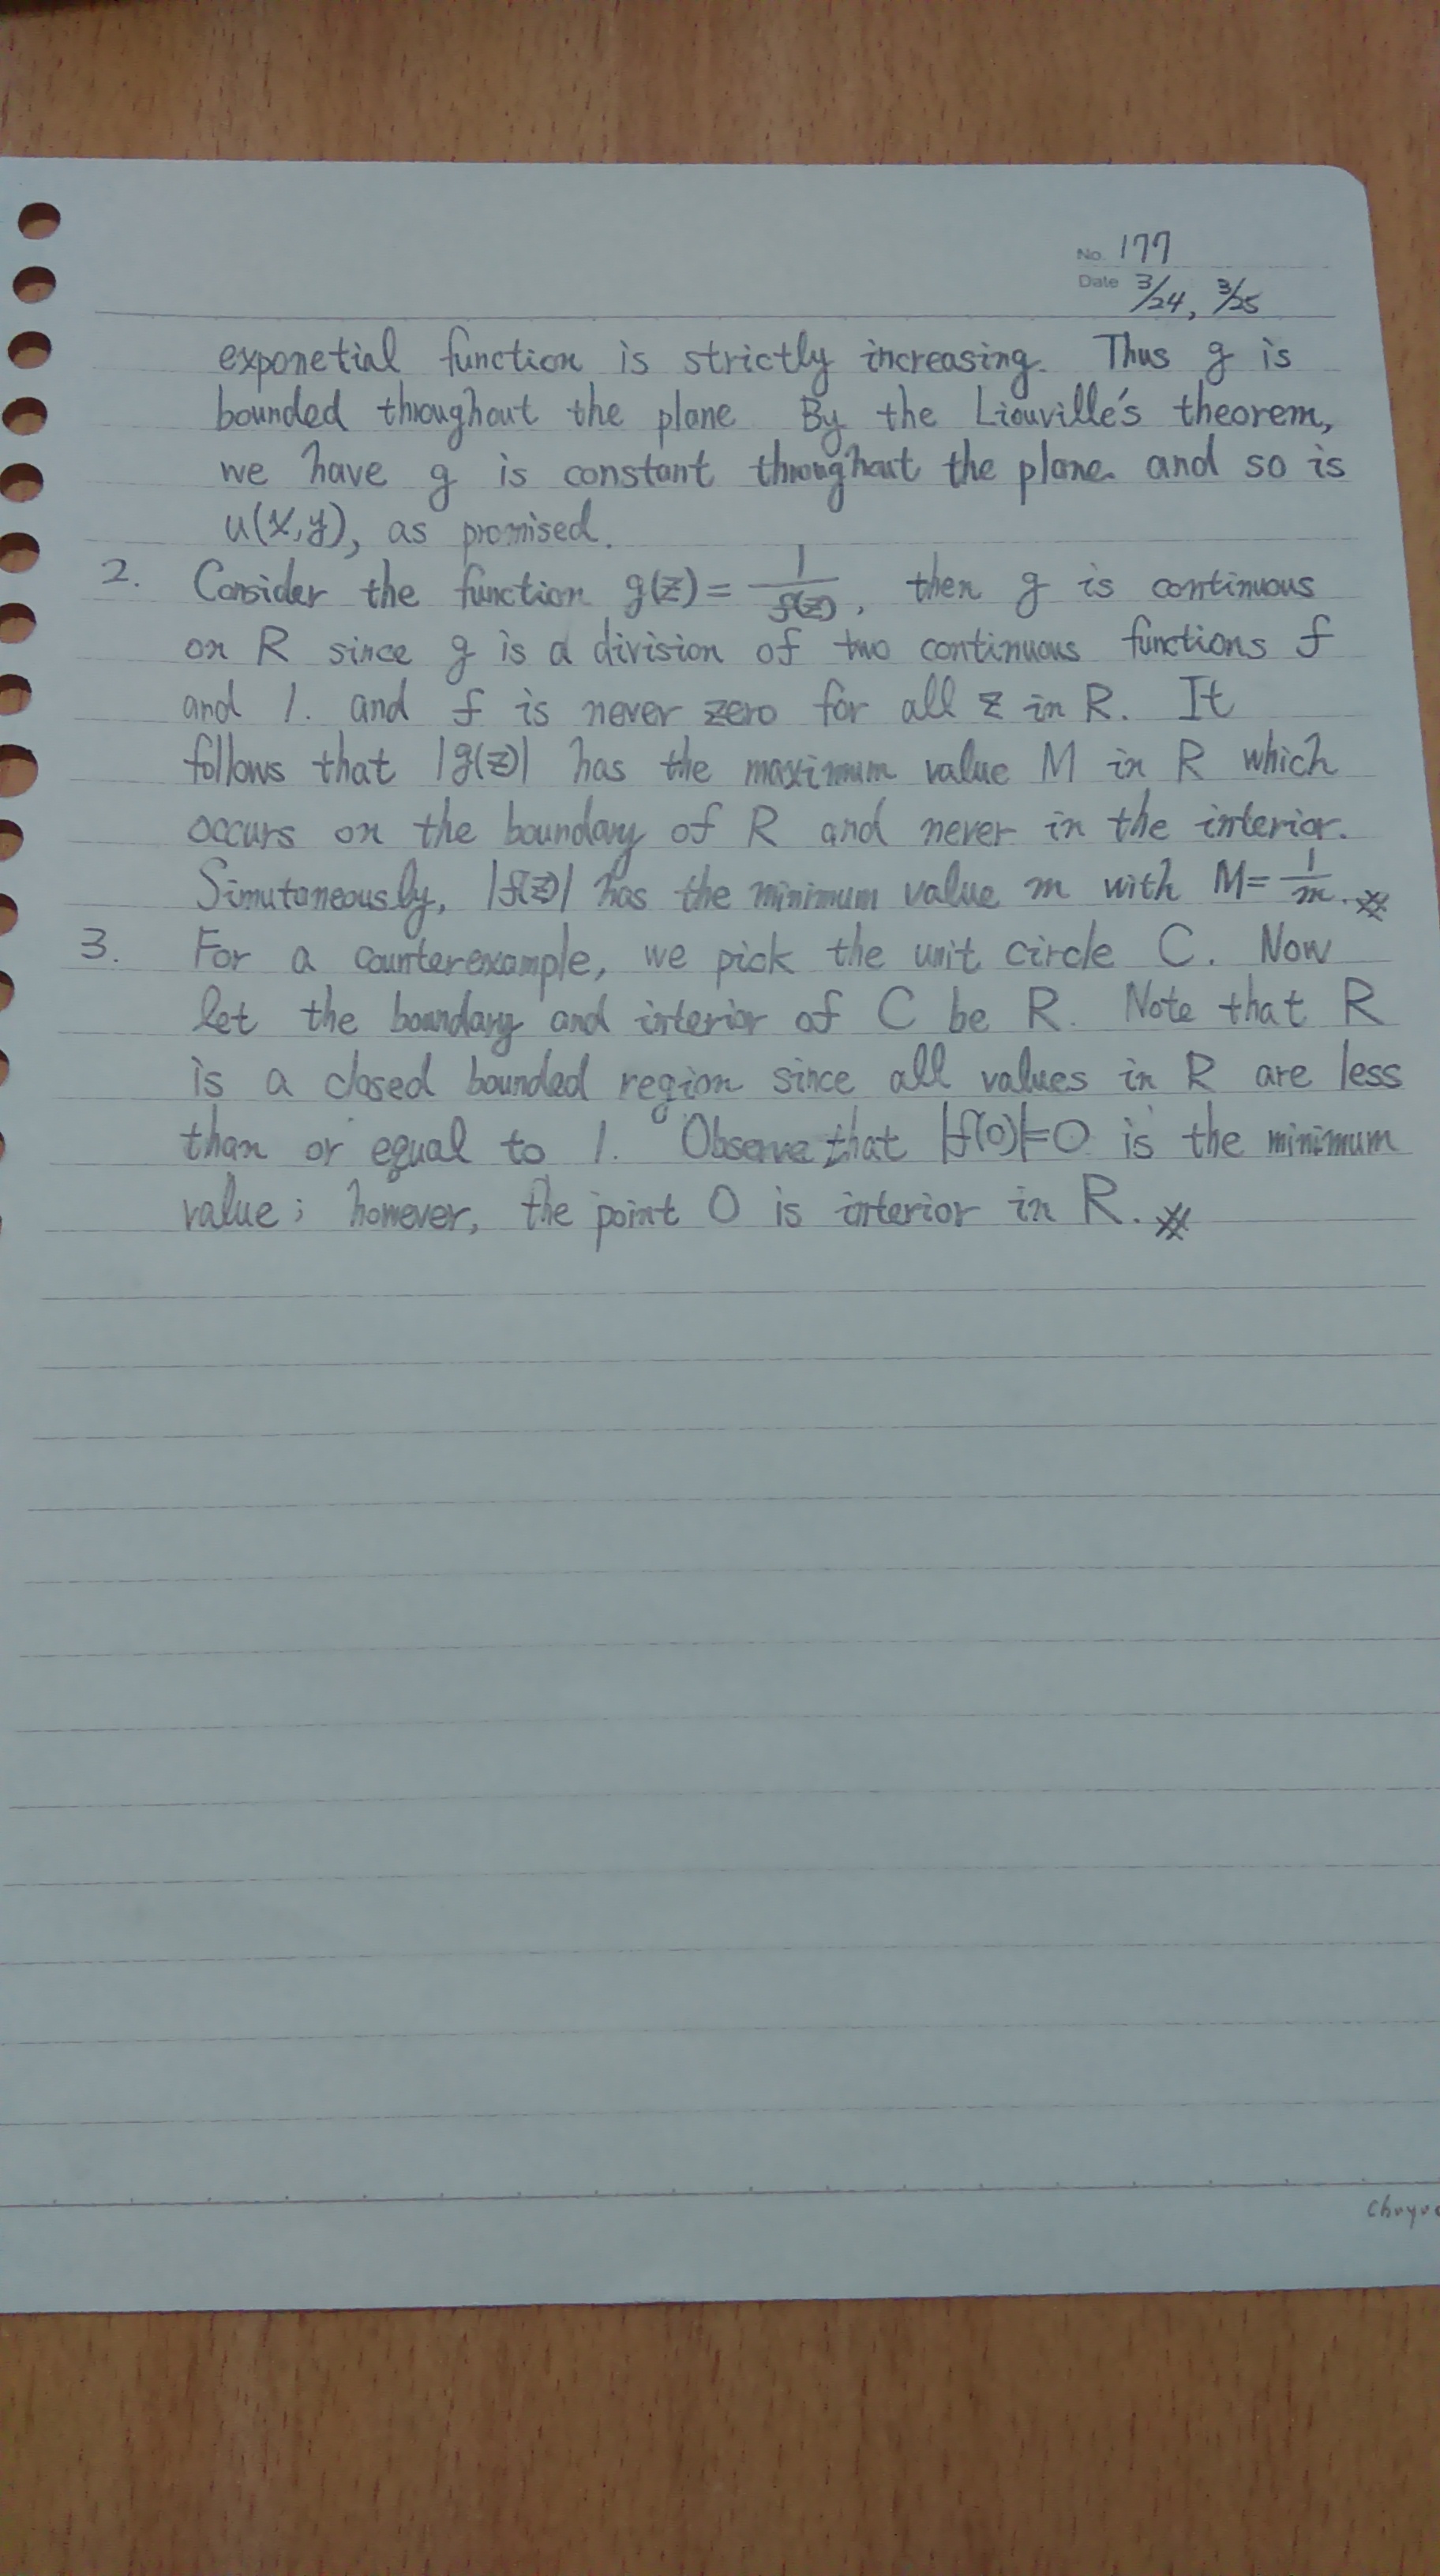 No. 177
Date 3/24, 3/25
exponetial function is strictly increasing. Thus g is
bounded throughout the plane By the Liouville's theorem,
we have g is constant throughout the plane and so is
u(x,y), as promised.
2. Consider the function g(z) = 1/f(z), then g is continuous
on R since g is a division of two continuous functions f
and 1. and f is never zero for all z in R. It
follows that |g(z)| has the maximum value M in R which
occurs on the boundary of R and never in the interior.
Simutaneously, |f(z)| has the minimum value m with M = 1/m.
3. For a counterexample, we pick the unit circle C. Now
let the boundary and interior of C be R. Note that R
is a closed bounded region since all values in R are less
than or equal to 1. Observe that |f(0)|=0 is the minimum
value; however, the point 0 is interior in R.